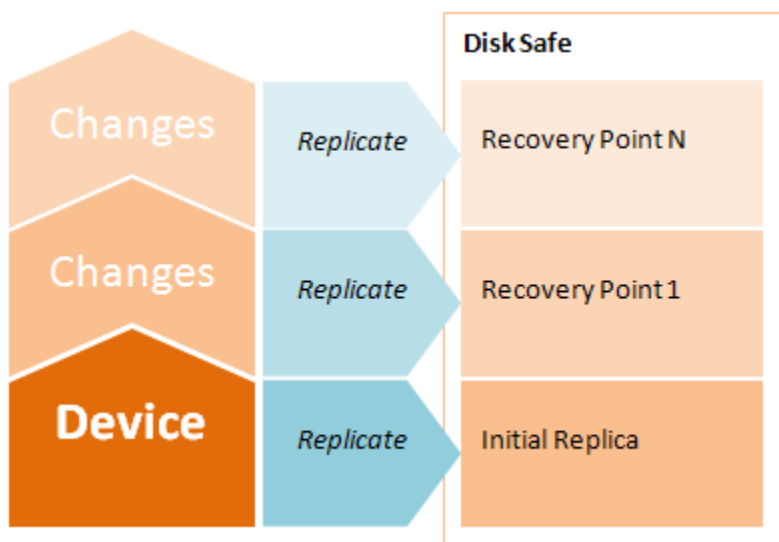 Disk Safe
Changes
Replicate
Recovery Point N
Changes
Replicate
Recovery Point 1
Device
Replicate
Initial Replica